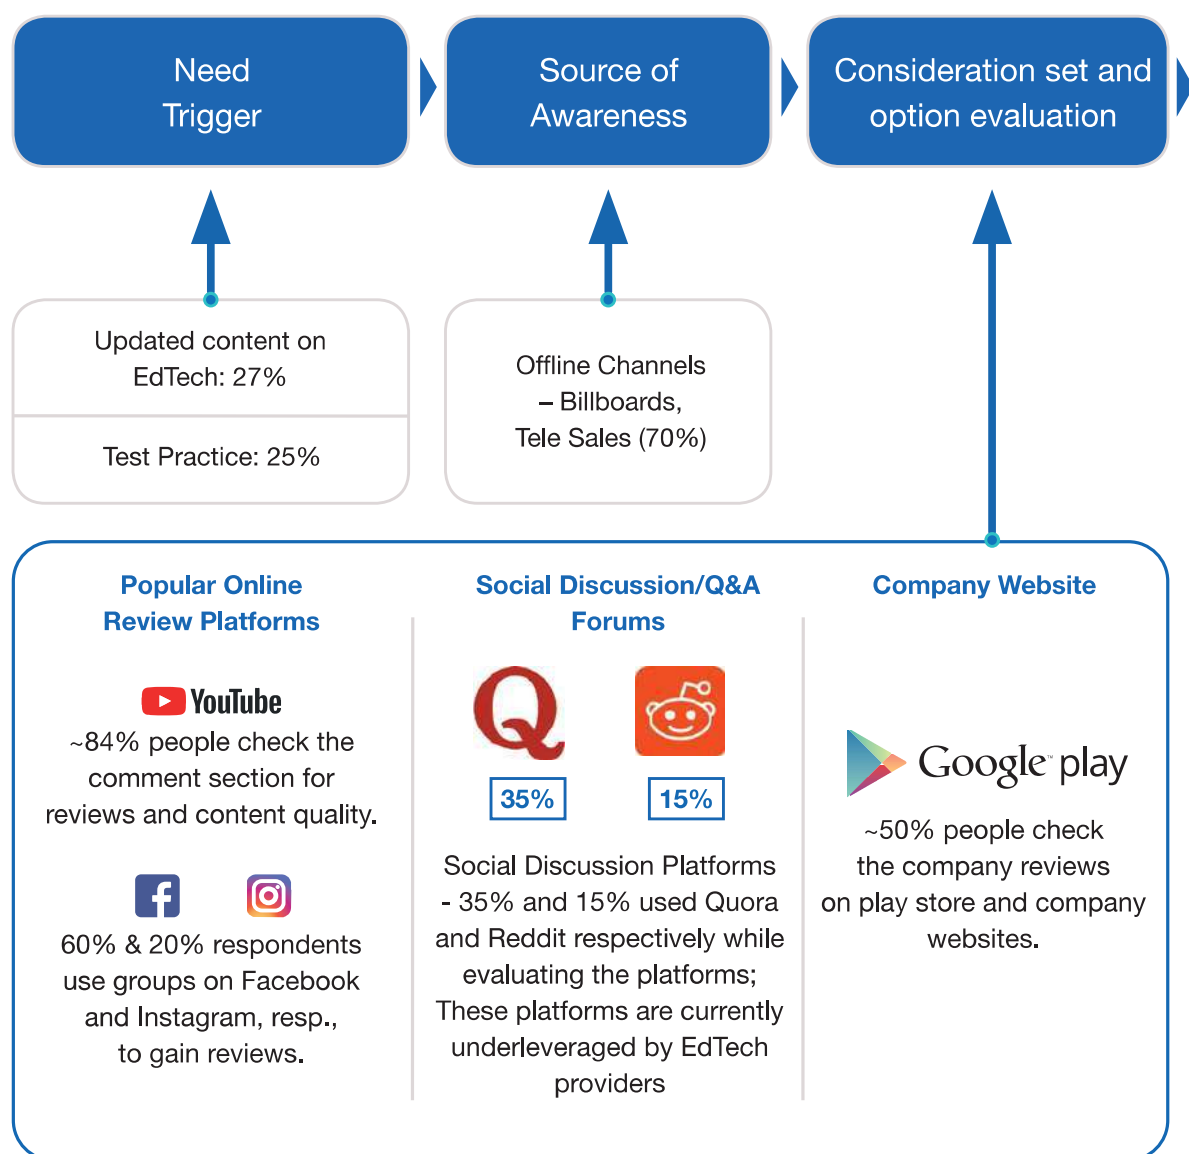 Need
Trigger
Source of
Awareness
Consideration set and
option evaluation
Updated content on
EdTech: 27%
Test Practice: 25%
Offline Channels
– Billboards,
Tele Sales (70%)
Popular Online
Review Platforms
YouTube
~84% people check the
comment section for
reviews and content quality.
60% & 20% respondents
use groups on Facebook
and Instagram, resp.,
to gain reviews.
Social Discussion/Q&A
Forums
35%
15%
Social Discussion Platforms
- 35% and 15% used Quora
and Reddit respectively while
evaluating the platforms;
These platforms are currently
underleveraged by EdTech
providers
Company Website
Google play
~50% people check
the company reviews
on play store and company
websites.